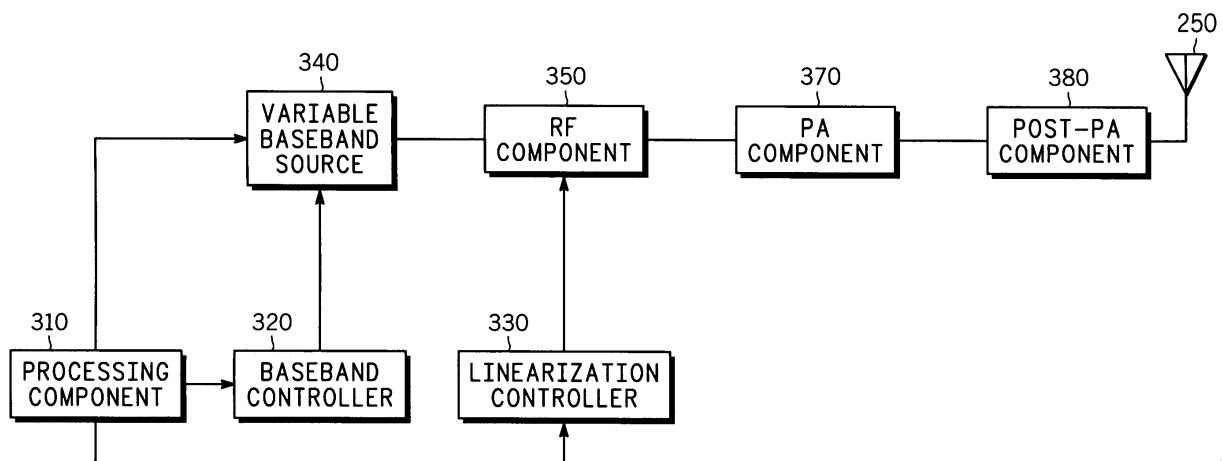 250
340
350
370
380
VARIABLE
BASEBAND
SOURCE
RF
COMPONENT
PA
COMPONENT
POST-PA
COMPONENT
310
320
330
PROCESSING
COMPONENT
BASEBAND
CONTROLLER
LINEARIZATION
CONTROLLER